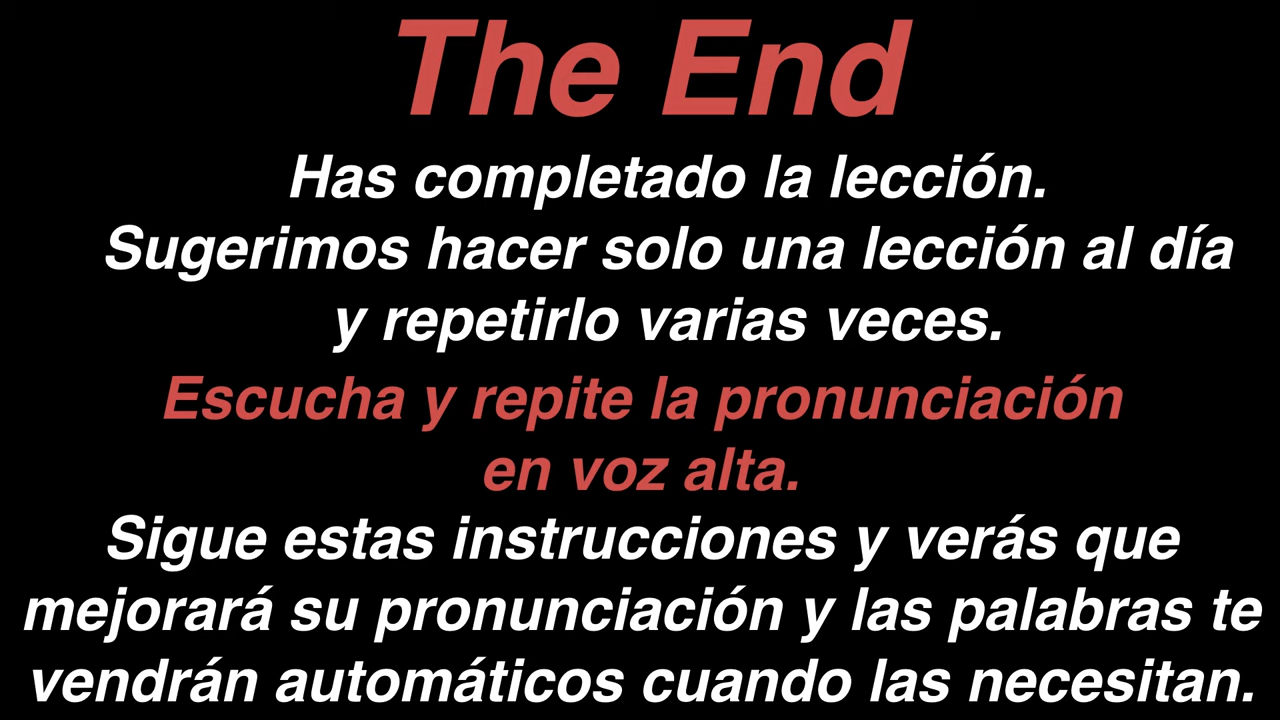 The End
Has completado la lección.
Sugerimos hacer solo una lección al día
y repetirlo varias veces.
Escucha y repite la pronunciación
en voz alta.
Sigue estas instrucciones y verás que
mejorará su pronunciación y las palabras te
vendrán automáticos cuando las necesitan.